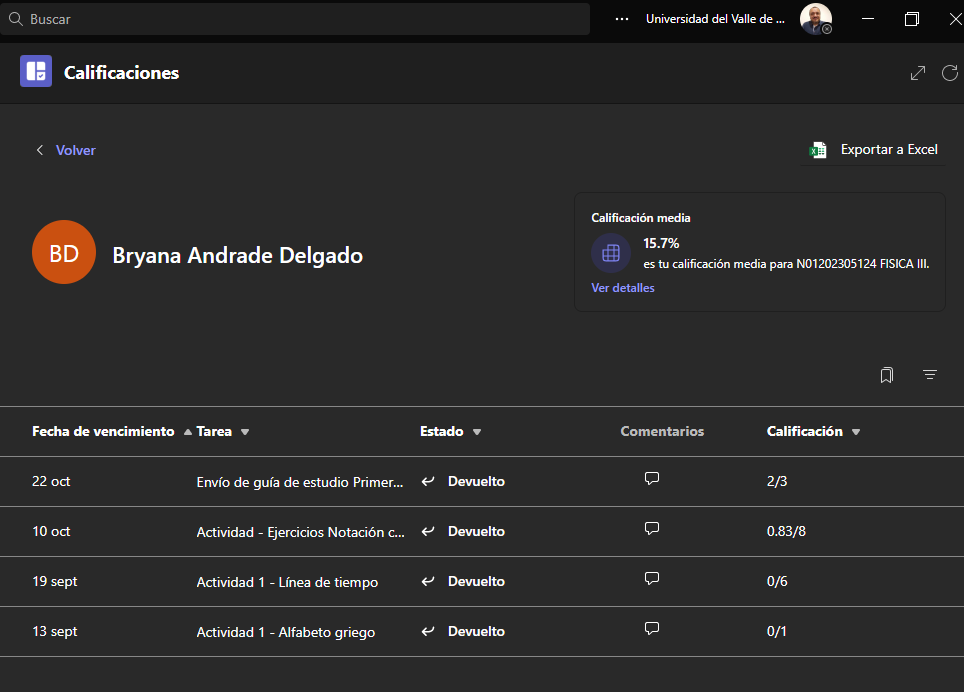 Buscar
Universidad del Valle de ...
Calificaciones
Volver
Exportar a Excel
BD
Bryana Andrade Delgado
Calificación media
15.7%
es tu calificación media para N01202305124 FISICA III.
Ver detalles
Fecha de vencimiento Tarea Estado Comentarios Calificación
22 oct Envío de guía de estudio Primer... Devuelto 2/3
10 oct Actividad - Ejercicios Notación c... Devuelto 0.83/8
19 sept Actividad 1 - Línea de tiempo Devuelto 0/6
13 sept Actividad 1 - Alfabeto griego Devuelto 0/1